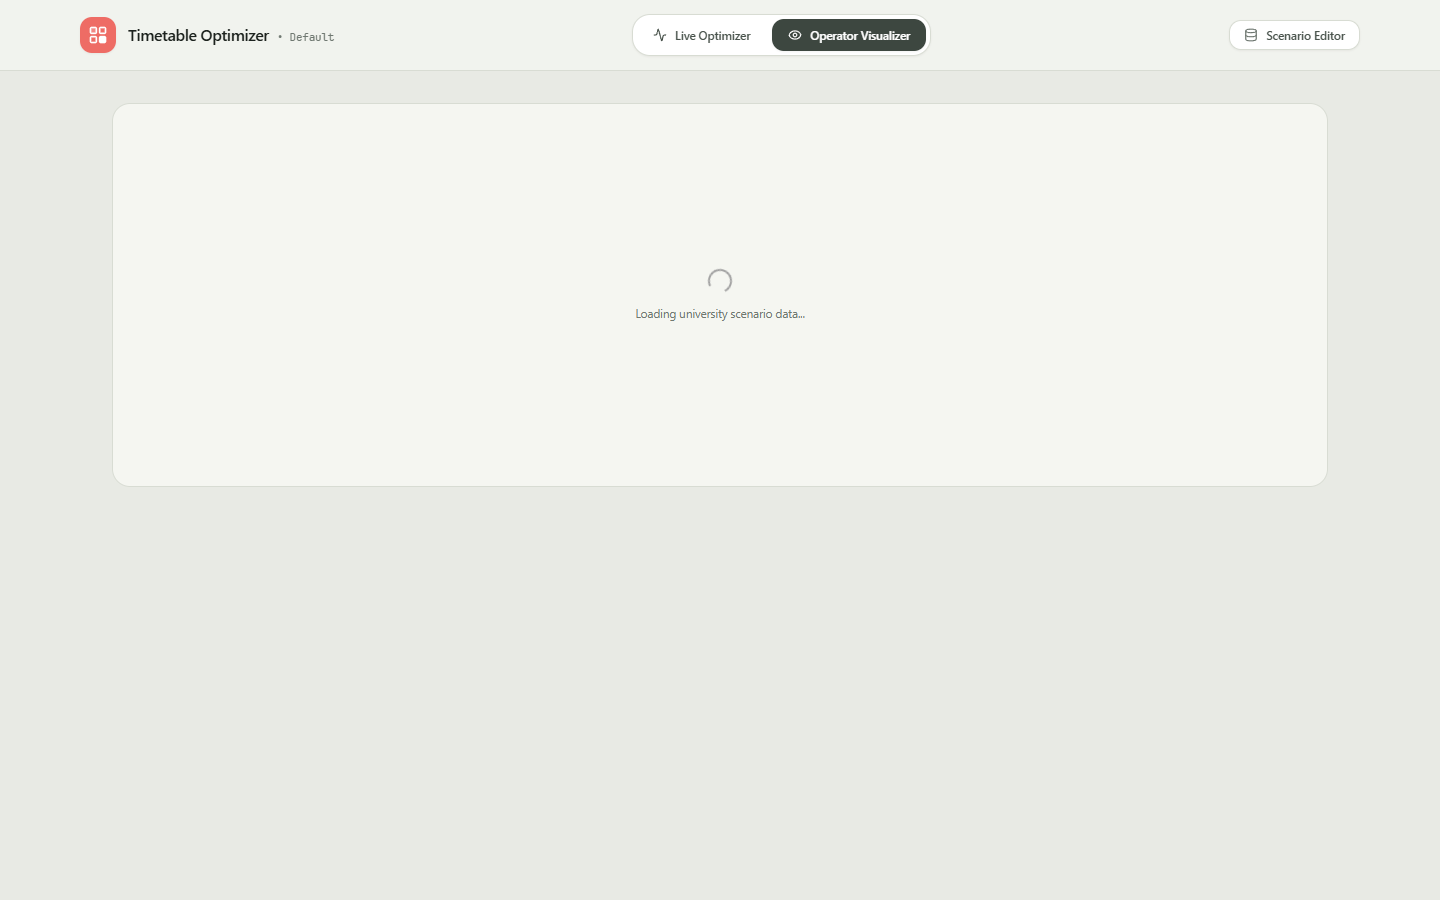 Timetable Optimizer • Default
Live Optimizer
Operator Visualizer
Scenario Editor
Loading university scenario data...